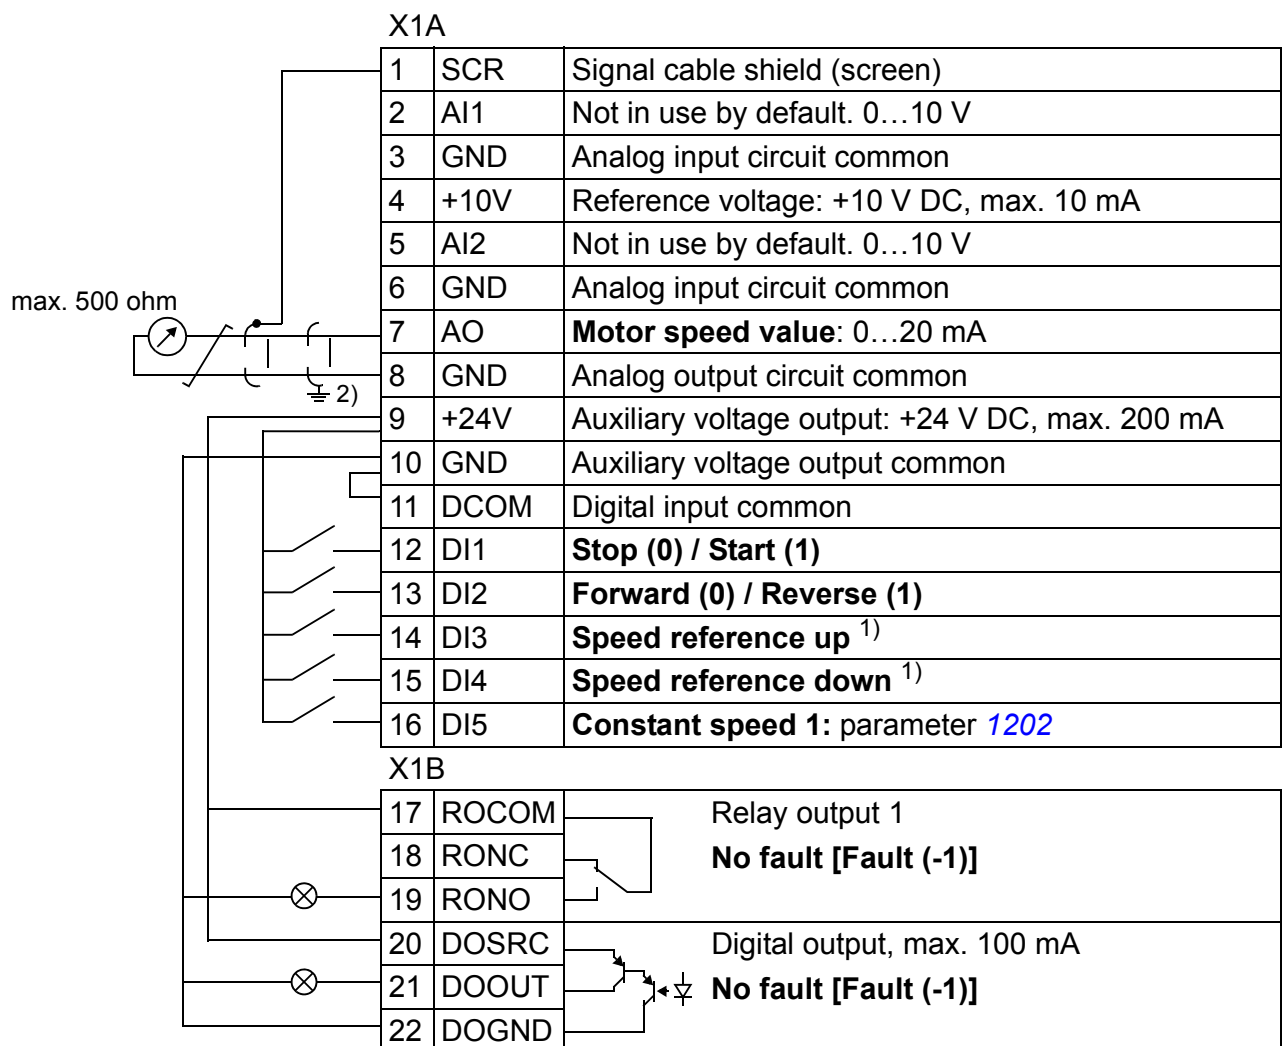 X1A
1 SCR Signal cable shield (screen)
2 AI1 Not in use by default. 0…10 V
3 GND Analog input circuit common
4 +10V Reference voltage: +10 V DC, max. 10 mA
5 AI2 Not in use by default. 0…10 V
6 GND Analog input circuit common
max. 500 ohm
7 AO Motor speed value: 0…20 mA
8 GND Analog output circuit common
2)
9 +24V Auxiliary voltage output: +24 V DC, max. 200 mA
10 GND Auxiliary voltage output common
11 DCOM Digital input common
12 DI1 Stop (0) / Start (1)
13 DI2 Forward (0) / Reverse (1)
14 DI3 Speed reference up 1)
15 DI4 Speed reference down 1)
16 DI5 Constant speed 1: parameter 1202
X1B
17 ROCOM Relay output 1
18 RONC No fault [Fault (-1)]
19 RONO
20 DOSRC Digital output, max. 100 mA
21 DOOUT No fault [Fault (-1)]
22 DOGND